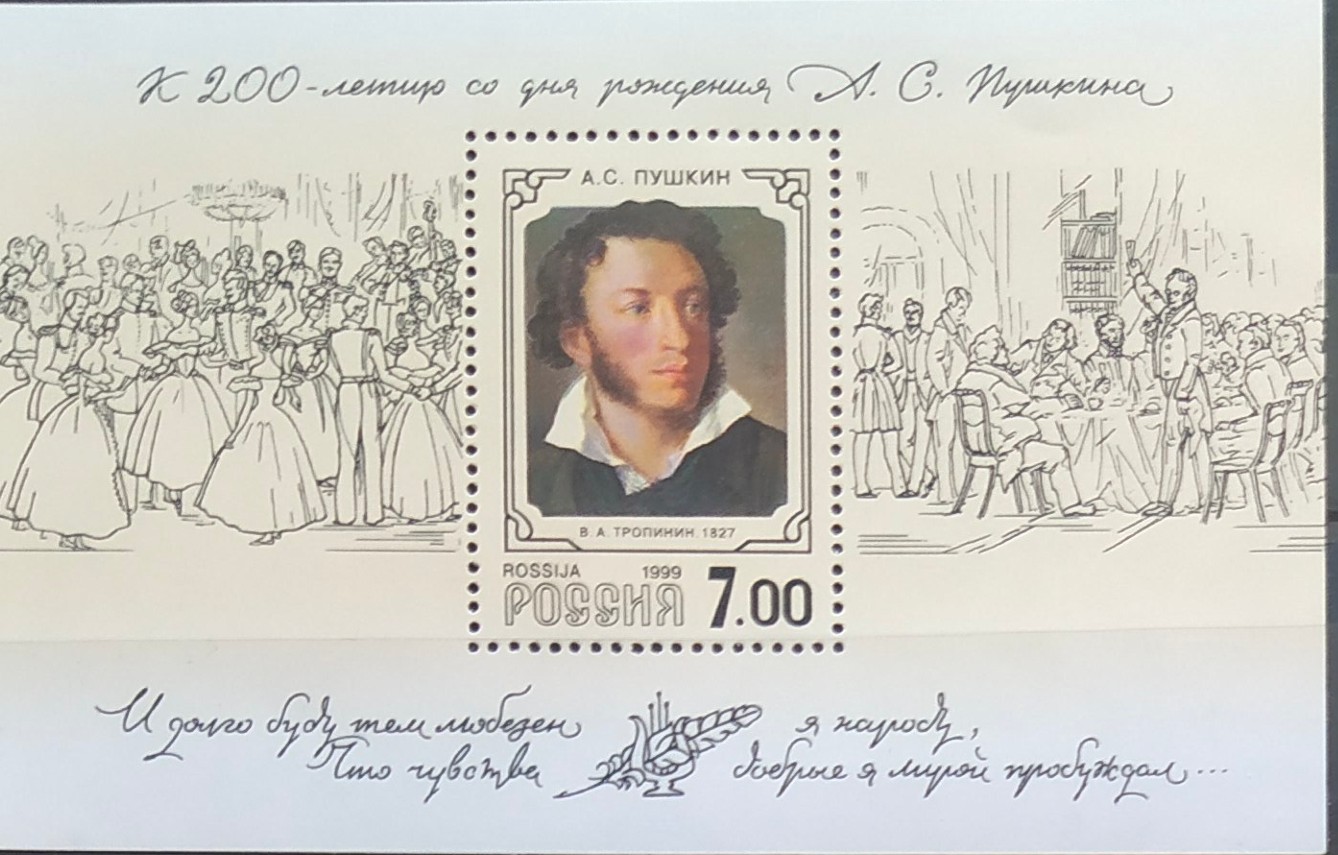 К 200-летию со дня рождения А. С. Пушкина
А.С. ПУШКИН
В. А. ТРОПИНИН. 1827
ROSSIJA 1999
РОССИЯ 7.00
И долго буду тем любезен я народу,
Что чувства добрые я лирой пробуждал...